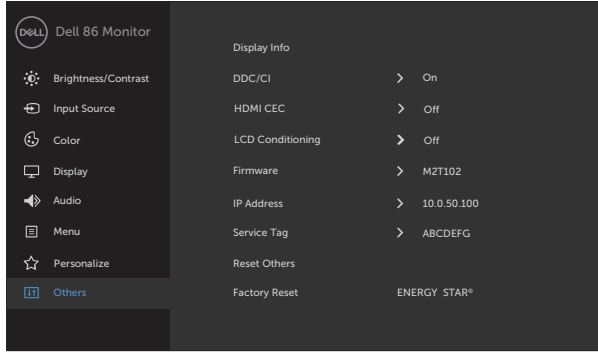 DELL Dell 86 Monitor
Display Info
Brightness/Contrast DDC/CI On
Input Source HDMI CEC Off
Color LCD Conditioning Off
Display Firmware M2T102
Audio IP Address 10.0.50.100
Menu Service Tag ABCDEFG
Personalize Reset Others
Others Factory Reset ENERGY STAR®